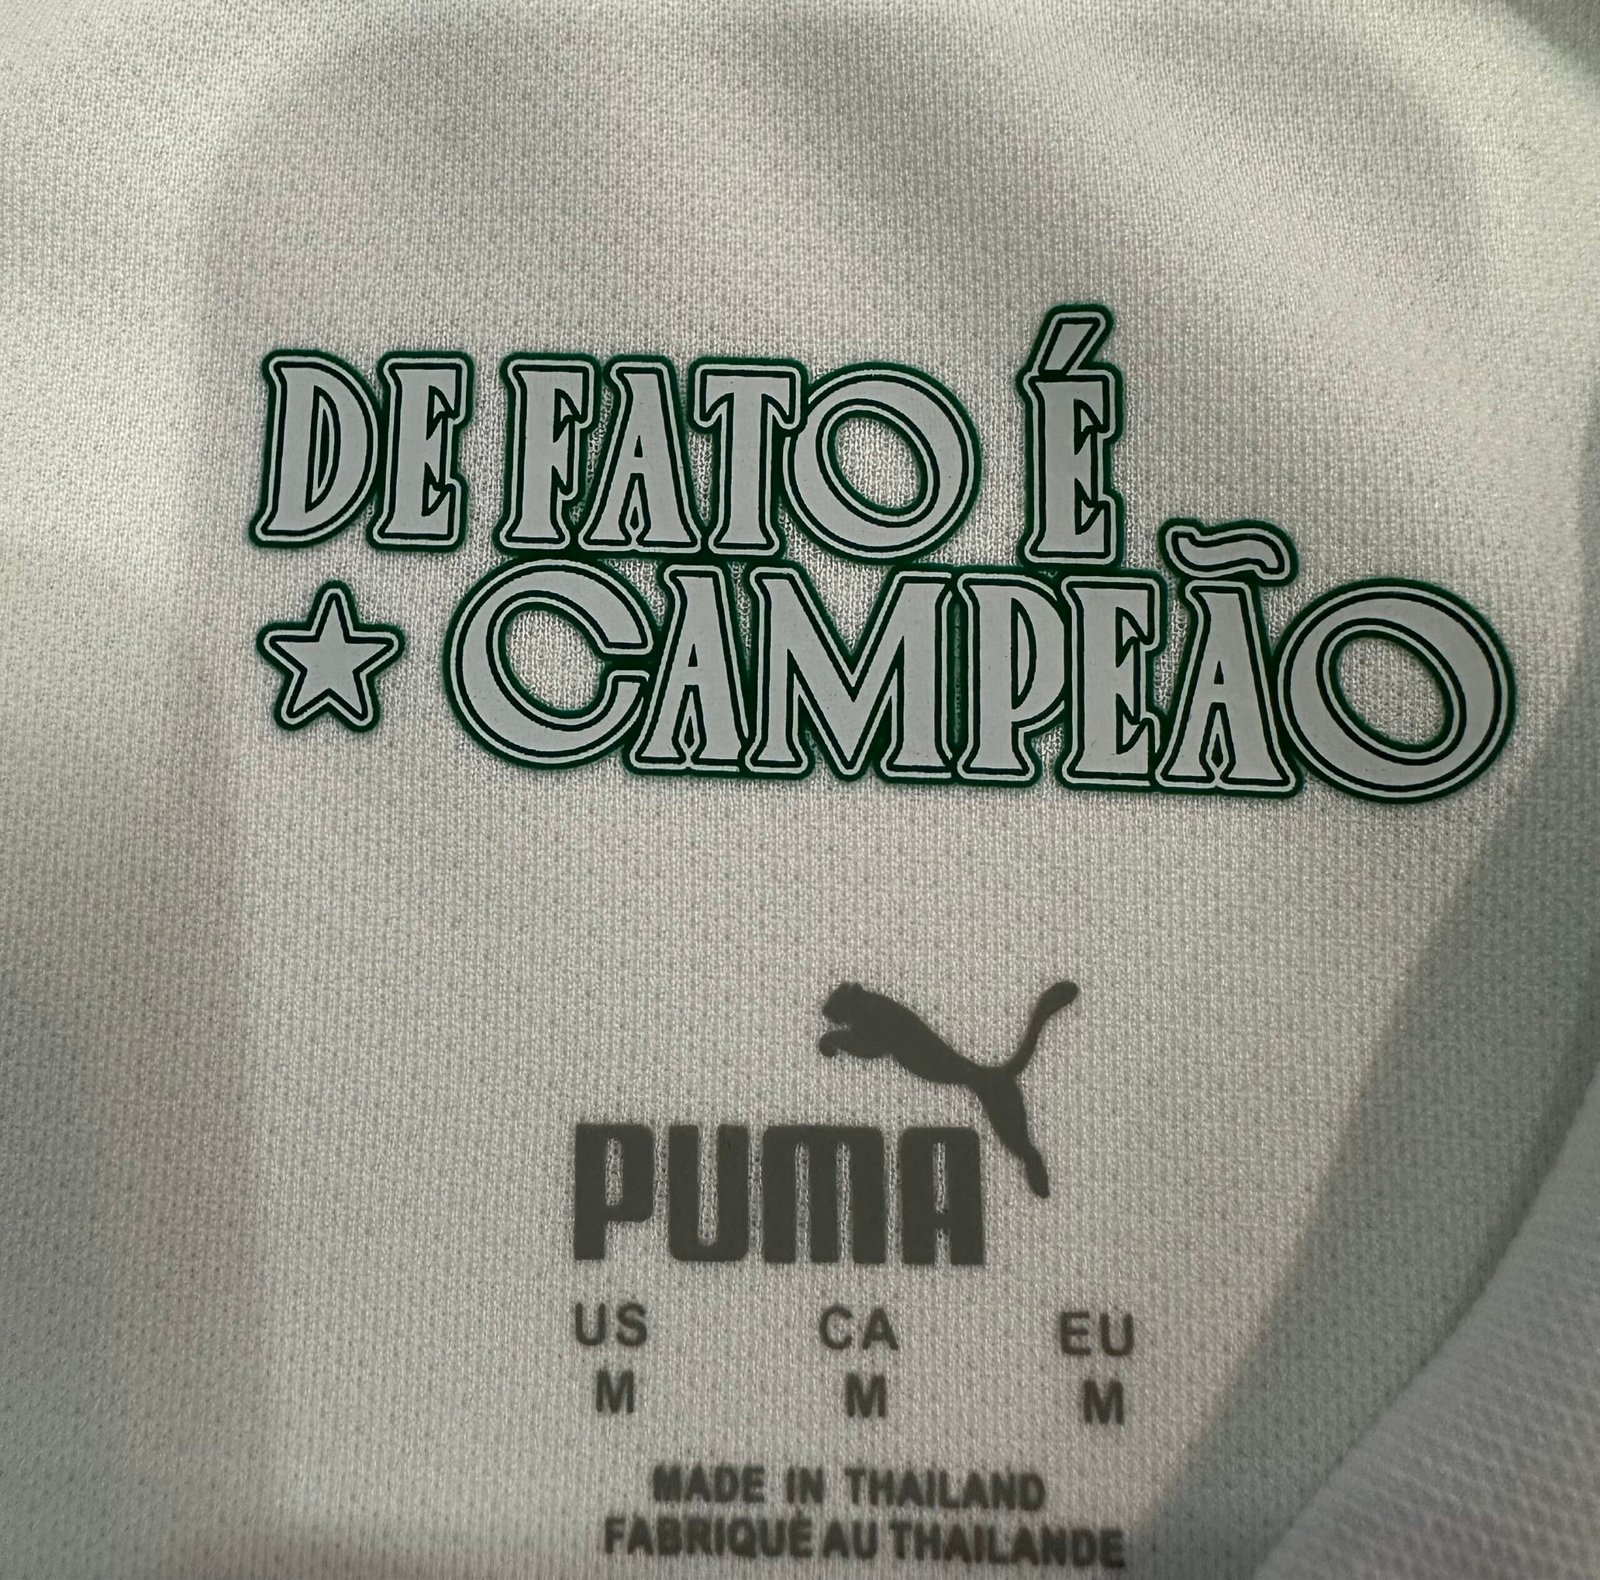 DE FATO É
CAMPEÃO
PUMA
US CA EU
M M M
MADE IN THAILAND
FABRIQUÉ AU THAILANDE